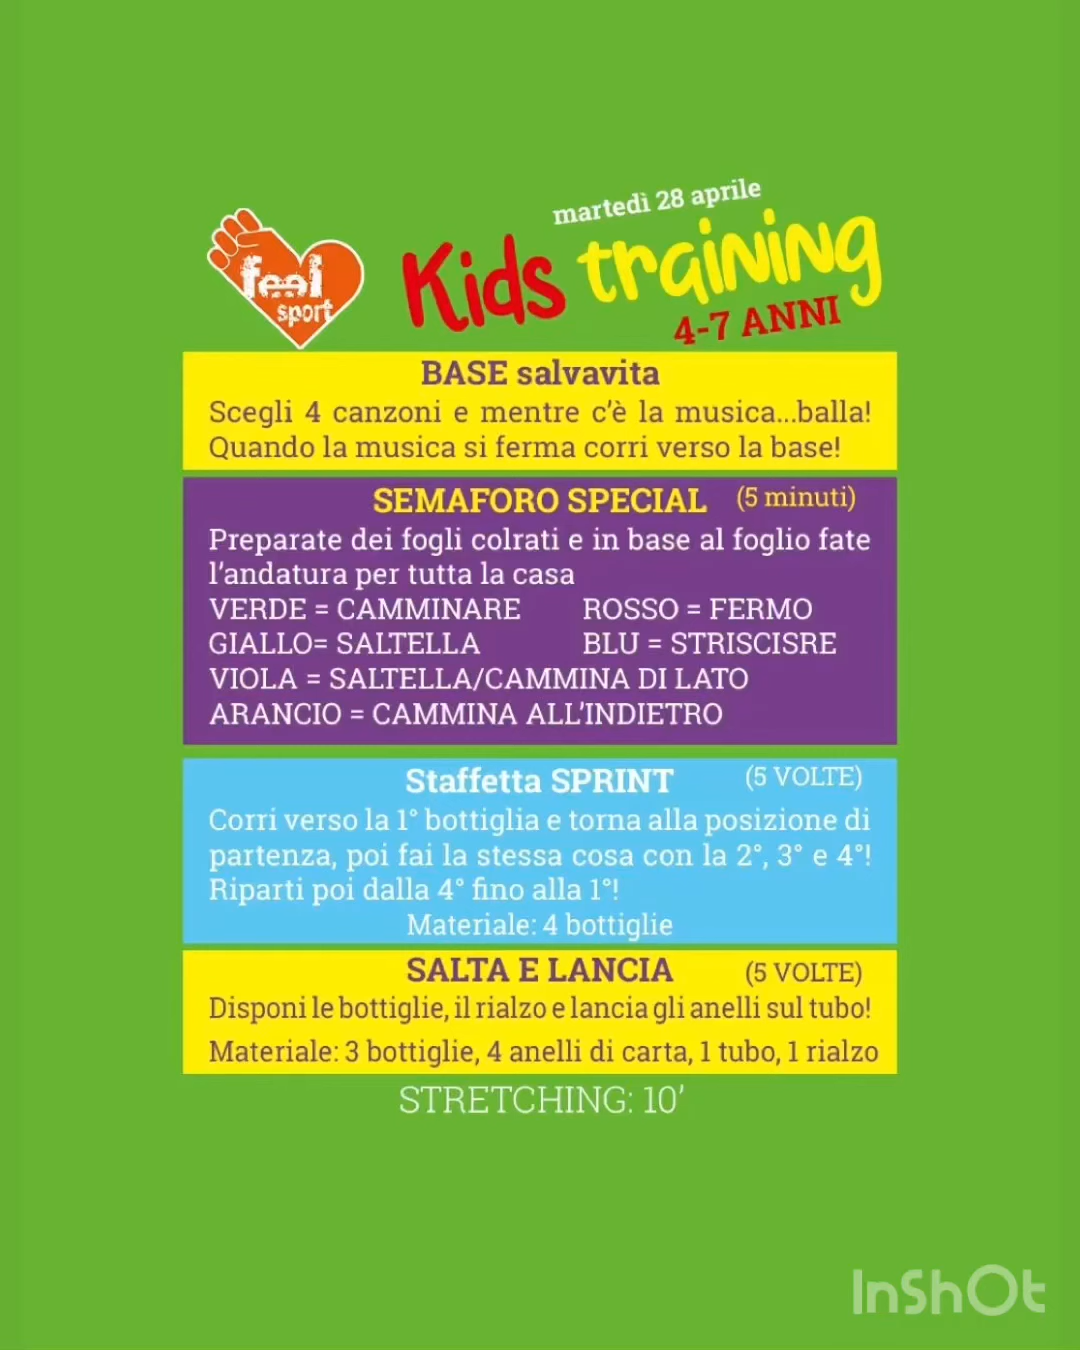 martedì 28 aprile
feel
sport
Kids training
4-7 ANNI
BASE salvavita
Scegli 4 canzoni e mentre c'è la musica...balla!
Quando la musica si ferma corri verso la base!
SEMAFORO SPECIAL (5 minuti)
Preparate dei fogli colrati e in base al foglio fate
l'andatura per tutta la casa
VERDE = CAMMINARE ROSSO = FERMO
GIALLO= SALTELLA BLU = STRISCISRE
VIOLA = SALTELLA/CAMMINA DI LATO
ARANCIO = CAMMINA ALL'INDIETRO
Staffetta SPRINT (5 VOLTE)
Corri verso la 1° bottiglia e torna alla posizione di
partenza, poi fai la stessa cosa con la 2°, 3° e 4°!
Riparti poi dalla 4° fino alla 1°!
Materiale: 4 bottiglie
SALTA E LANCIA (5 VOLTE)
Disponi le bottiglie, il rialzo e lancia gli anelli sul tubo!
Materiale: 3 bottiglie, 4 anelli di carta, 1 tubo, 1 rialzo
STRETCHING: 10'
InShOt